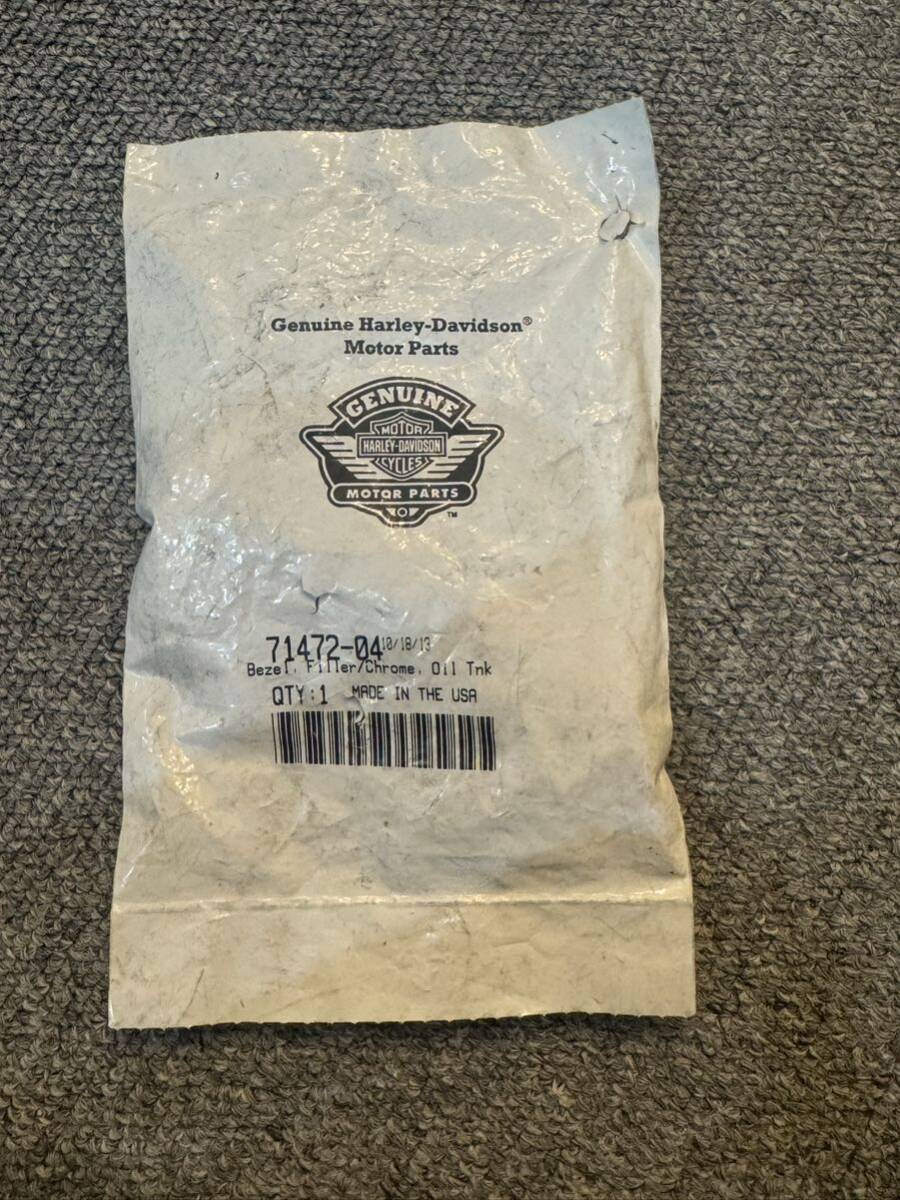 Genuine Harley-Davidson®
Motor Parts
GENUINE
MOTOR
HARLEY-DAVIDSON
CYCLES
MOTOR PARTS
™
71472-04 10/18/13
Bezel, Filler/Chrome, Oil Tnk
QTY:1 MADE IN THE USA